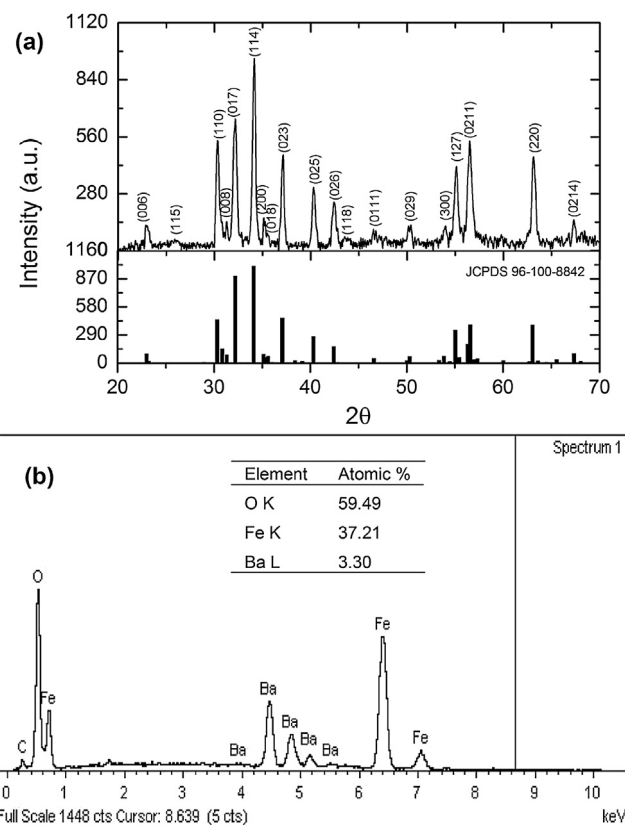 (a)
Intensity (a.u.)
1120
840
560
280
1160
870
580
290
0
(006)
(115)
(110)
(008)
(017)
(114)
(200)
(018)
(023)
(025)
(026)
(118)
(0111)
(029)
(300)
(127)
(0211)
(220)
(0214)
JCPDS 96-100-8842
20 30 40 50 60 70
2θ
(b)
Spectrum 1
Element Atomic %
O K 59.49
Fe K 37.21
Ba L 3.30
C
O
Fe
Ba
Ba
Ba
Ba
Ba
Fe
Fe
0 1 2 3 4 5 6 7 8 9 10
Full Scale 1448 cts Cursor: 8.639 (5 cts) keV